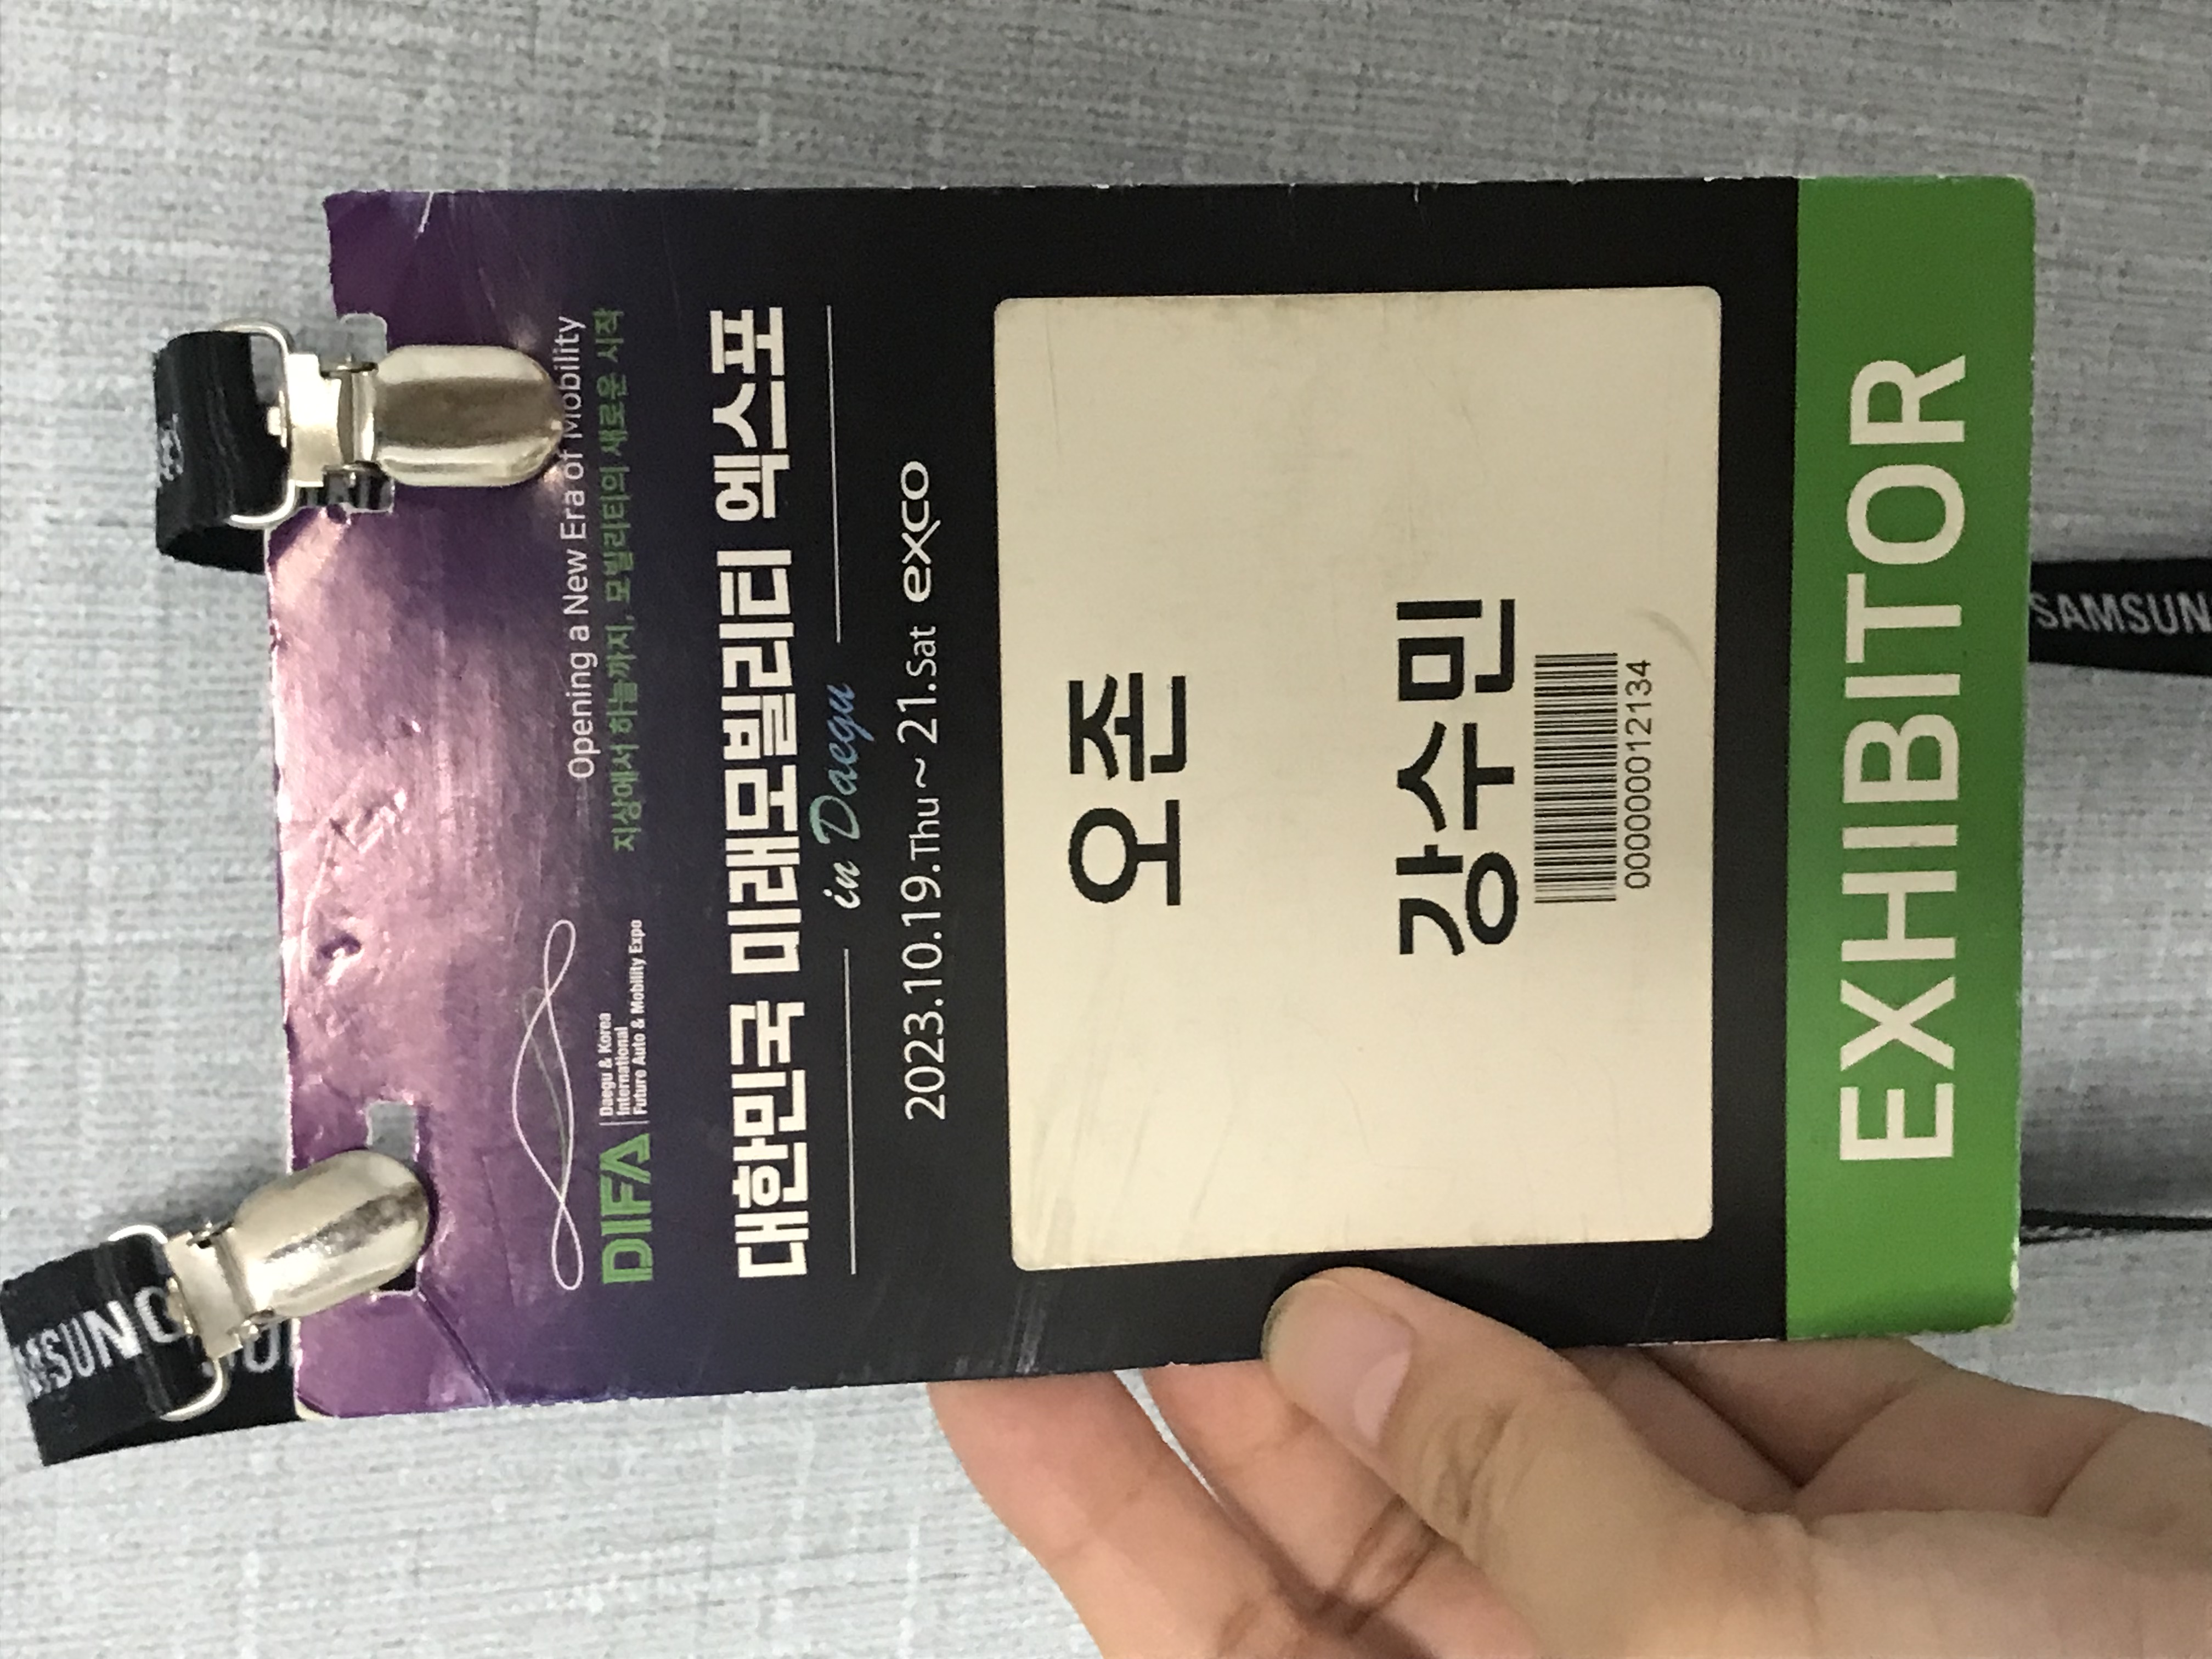 SAMSUNG
DIFA
Daegu & Korea
International
Future Auto & Mobility Expo
Opening a New Era of Mobility
지상에서 하늘까지, 모빌리티의 새로운 시작
대한민국 미래모빌리티 엑스포
in Daegu
2023.10.19.Thu ~ 21.Sat exco
오존
강수민
000000012134
EXHIBITOR
SAMSUN